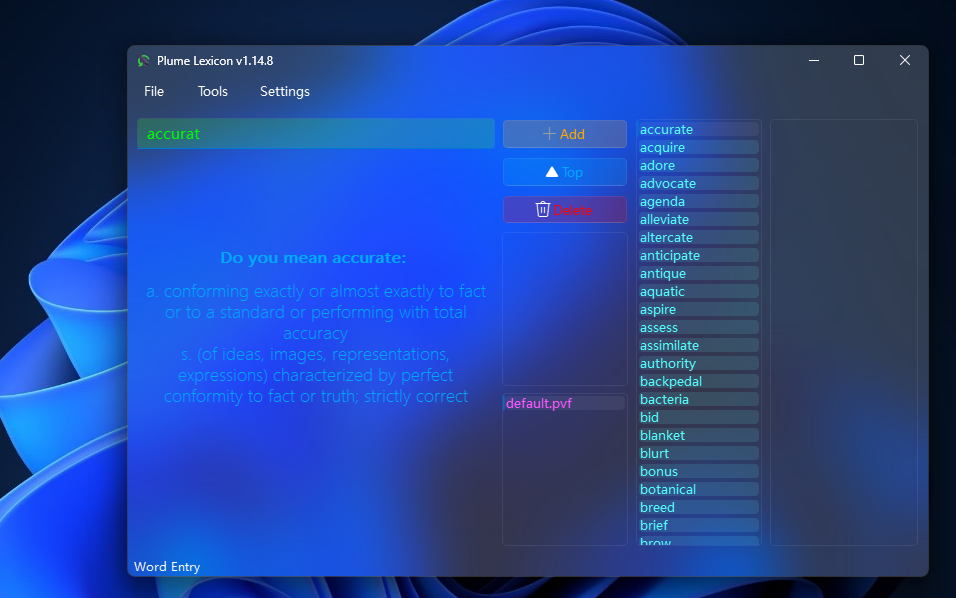 Plume Lexicon v1.14.8
File Tools Settings
accurat
Add
Top
Delete
Do you mean accurate:
a. conforming exactly or almost exactly to fact
or to a standard or performing with total
accuracy
s. (of ideas, images, representations,
expressions) characterized by perfect
conformity to fact or truth; strictly correct
default.pvf
accurate
acquire
adore
advocate
agenda
alleviate
altercate
anticipate
antique
aquatic
aspire
assess
assimilate
authority
backpedal
bacteria
bid
blanket
blurt
bonus
botanical
breed
brief
brow
Word Entry